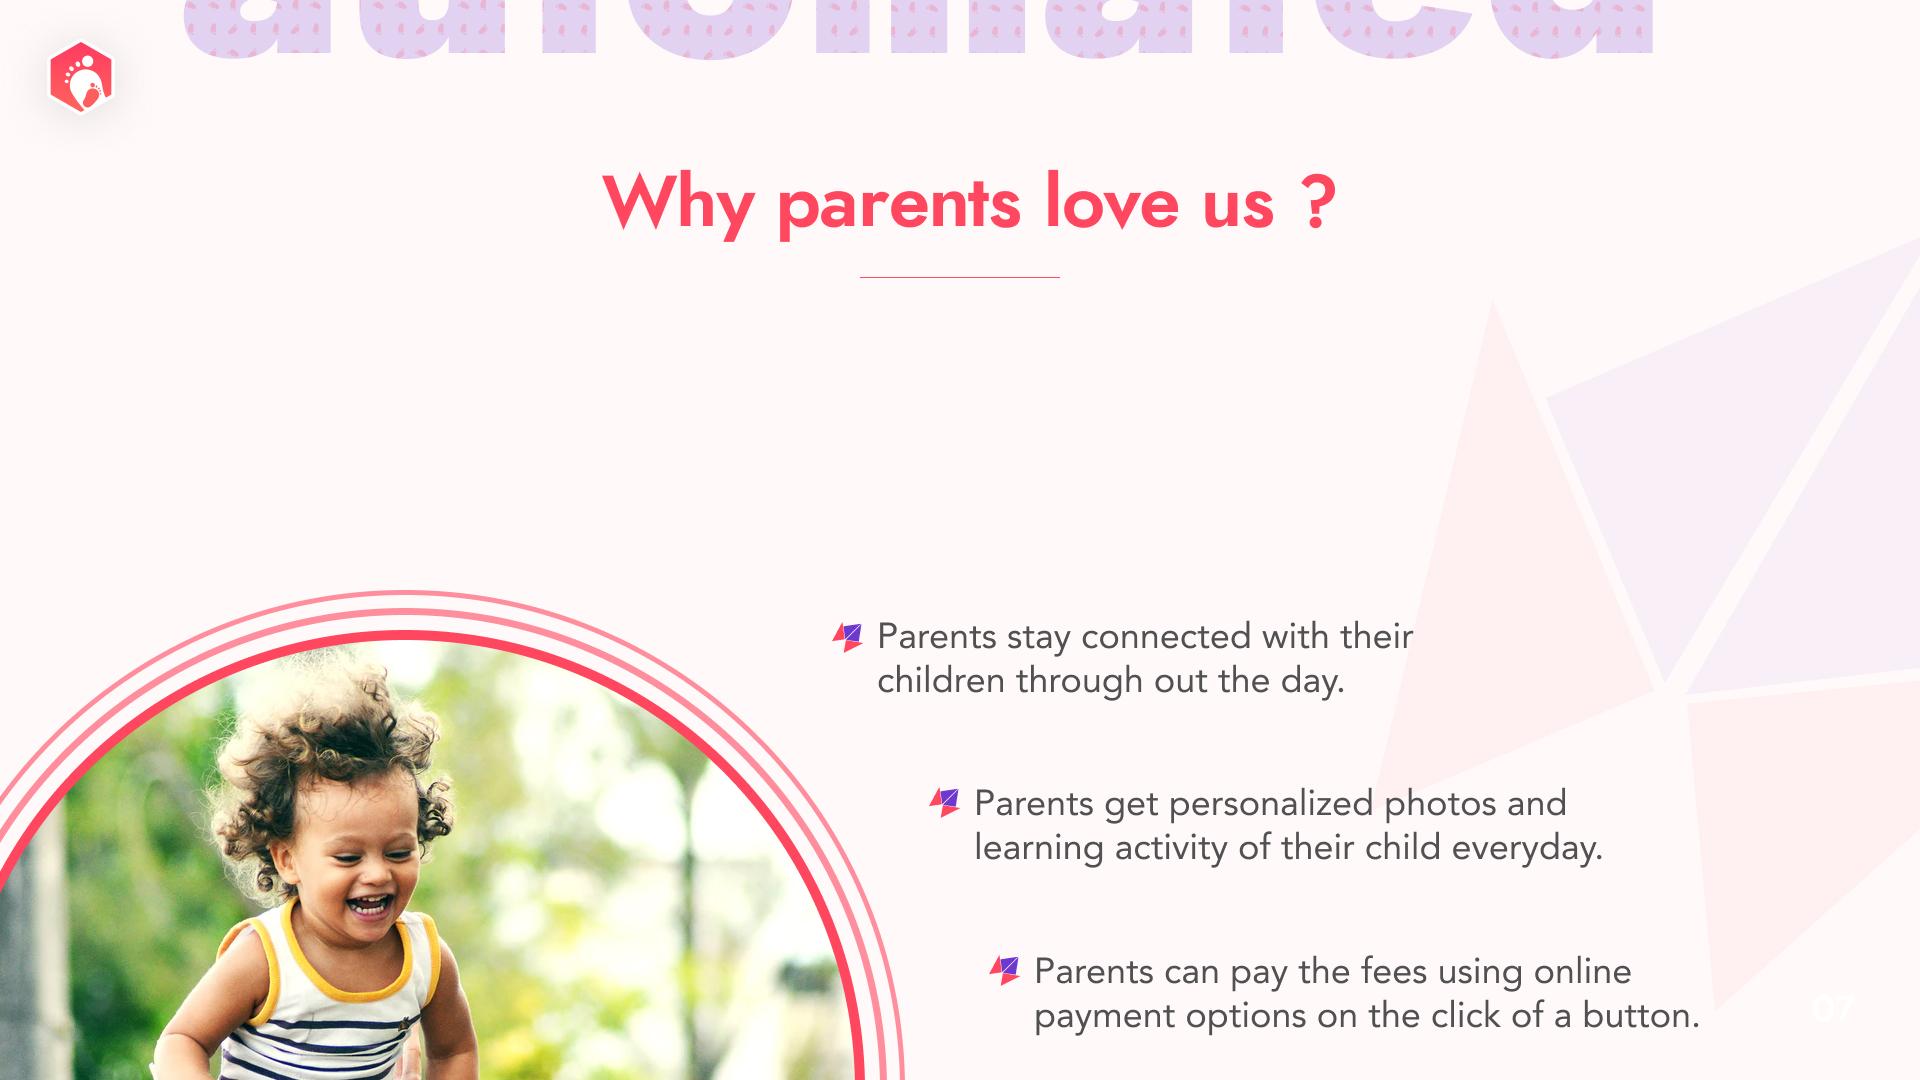 automated
Why parents love us ?
Parents stay connected with their
children through out the day.
Parents get personalized photos and
learning activity of their child everyday.
Parents can pay the fees using online
payment options on the click of a button.
07